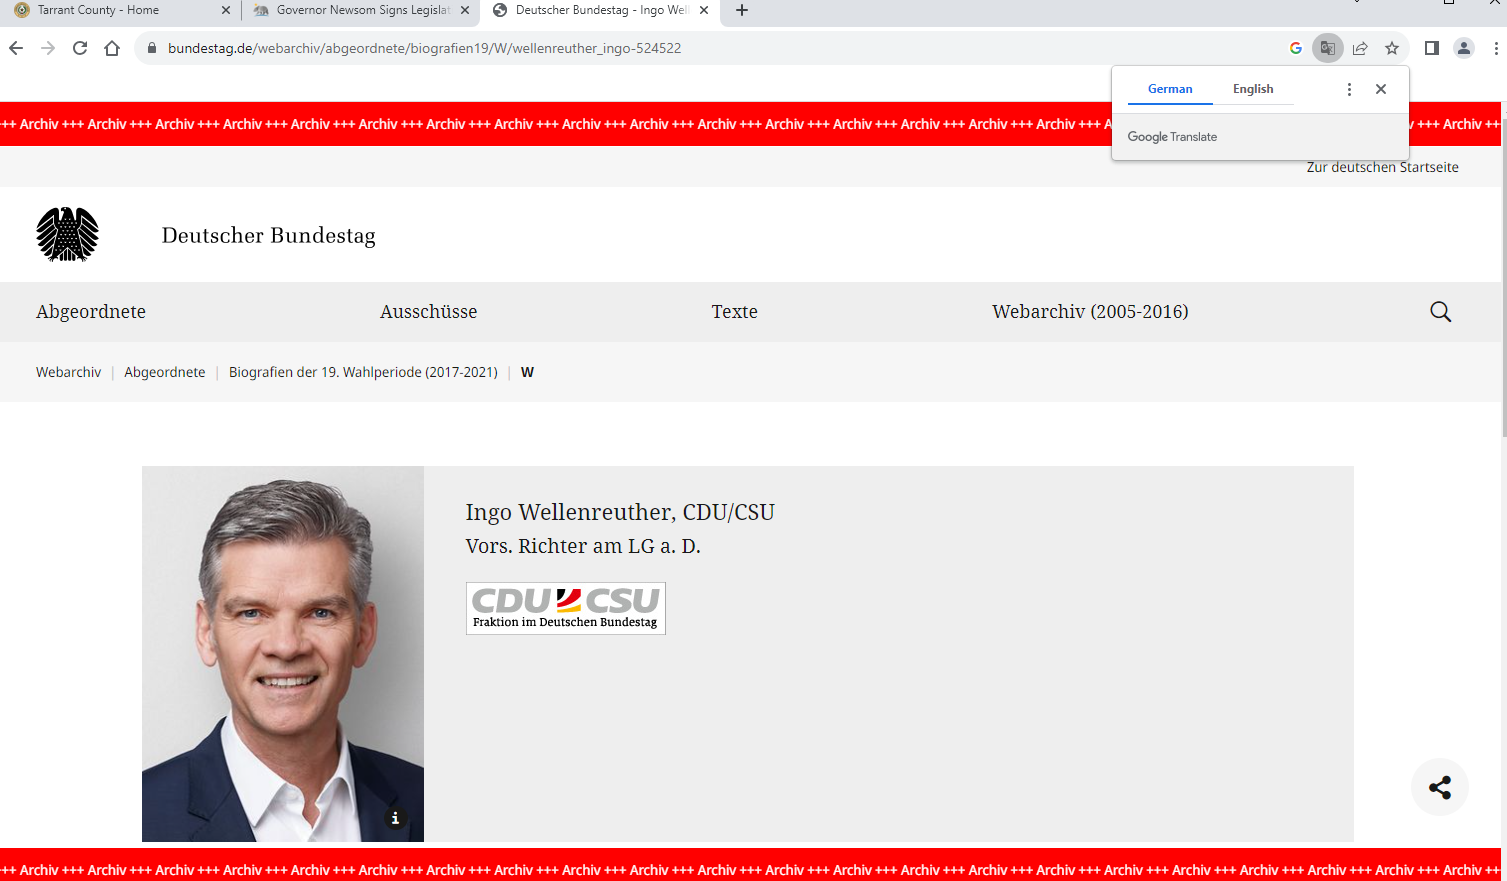 Tarrant County - Home
Governor Newsom Signs Legislat
Deutscher Bundestag - Ingo Wel
bundestag.de/webarchiv/abgeordnete/biografien19/W/wellenreuther_ingo-524522
German English
Google Translate
+++ Archiv +++ Archiv +++ Archiv +++ Archiv +++ Archiv +++ Archiv +++ Archiv +++ Archiv +++ Archiv +++ Archiv +++ Archiv +++ Archiv +++ Archiv +++ Archiv +++ Archiv +++ Archiv +++ Archiv +++ Archiv ++
Zur deutschen Startseite
Deutscher Bundestag
Abgeordnete Ausschüsse Texte Webarchiv (2005-2016)
Webarchiv | Abgeordnete | Biografien der 19. Wahlperiode (2017-2021) | W
Ingo Wellenreuther, CDU/CSU
Vors. Richter am LG a. D.
CDU CSU
Fraktion im Deutschen Bundestag
i
++ Archiv +++ Archiv +++ Archiv +++ Archiv +++ Archiv +++ Archiv +++ Archiv +++ Archiv +++ Archiv +++ Archiv +++ Archiv +++ Archiv +++ Archiv +++ Archiv +++ Archiv +++ Archiv +++ Archiv +++ Archiv +++ Archiv +++ Archiv +++ Archiv +++ Archiv ++